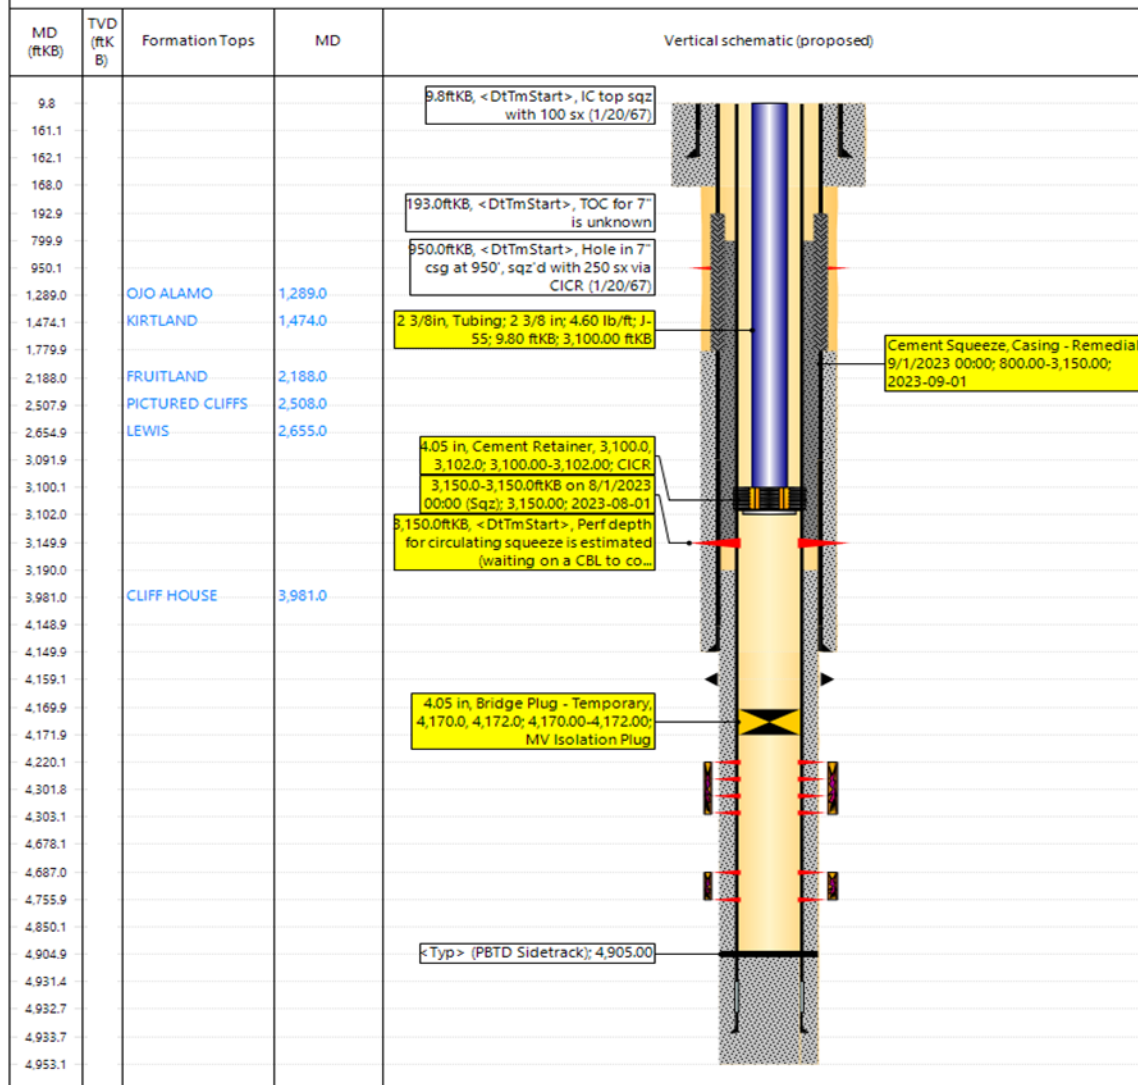 MD
(ftKB)
TVD
(ftK
B)
Formation Tops
MD
Vertical schematic (proposed)
9.8
161.1
162.1
168.0
192.9
799.9
950.1
1,289.0
OJO ALAMO
1,289.0
1,474.1
KIRTLAND
1,474.0
1,779.9
2,188.0
FRUITLAND
2,188.0
2,507.9
PICTURED CLIFFS
2,508.0
2,654.9
LEWIS
2,655.0
3,091.9
3,100.1
3,102.0
3,149.9
3,190.0
3,981.0
CLIFF HOUSE
3,981.0
4,148.9
4,149.9
4,159.1
4,169.9
4,171.9
4,220.1
4,301.8
4,303.1
4,678.1
4,687.0
4,755.9
4,850.1
4,904.9
4,931.4
4,932.7
4,933.7
4,953.1
9.8ftKB, <DtTmStart>, IC top sqz
with 100 sx (1/20/67)
193.0ftKB, <DtTmStart>, TOC for 7"
is unknown
950.0ftKB, <DtTmStart>, Hole in 7"
csg at 950', sqz'd with 250 sx via
CICR (1/20/67)
2 3/8in, Tubing; 2 3/8 in; 4.60 lb/ft; J-
55; 9.80 ftKB; 3,100.00 ftKB
Cement Squeeze, Casing - Remedial
9/1/2023 00:00; 800.00-3,150.00;
2023-09-01
4.05 in, Cement Retainer, 3,100.0,
3,102.0; 3,100.00-3,102.00; CICR
3,150.0-3,150.0ftKB on 8/1/2023
00:00 (Sqz); 3,150.00; 2023-08-01
3,150.0ftKB, <DtTmStart>, Perf depth
for circulating squeeze is estimated
(waiting on a CBL to co...
4.05 in, Bridge Plug - Temporary,
4,170.0, 4,172.0; 4,170.00-4,172.00;
MV Isolation Plug
<Typ> (PBTD Sidetrack); 4,905.00